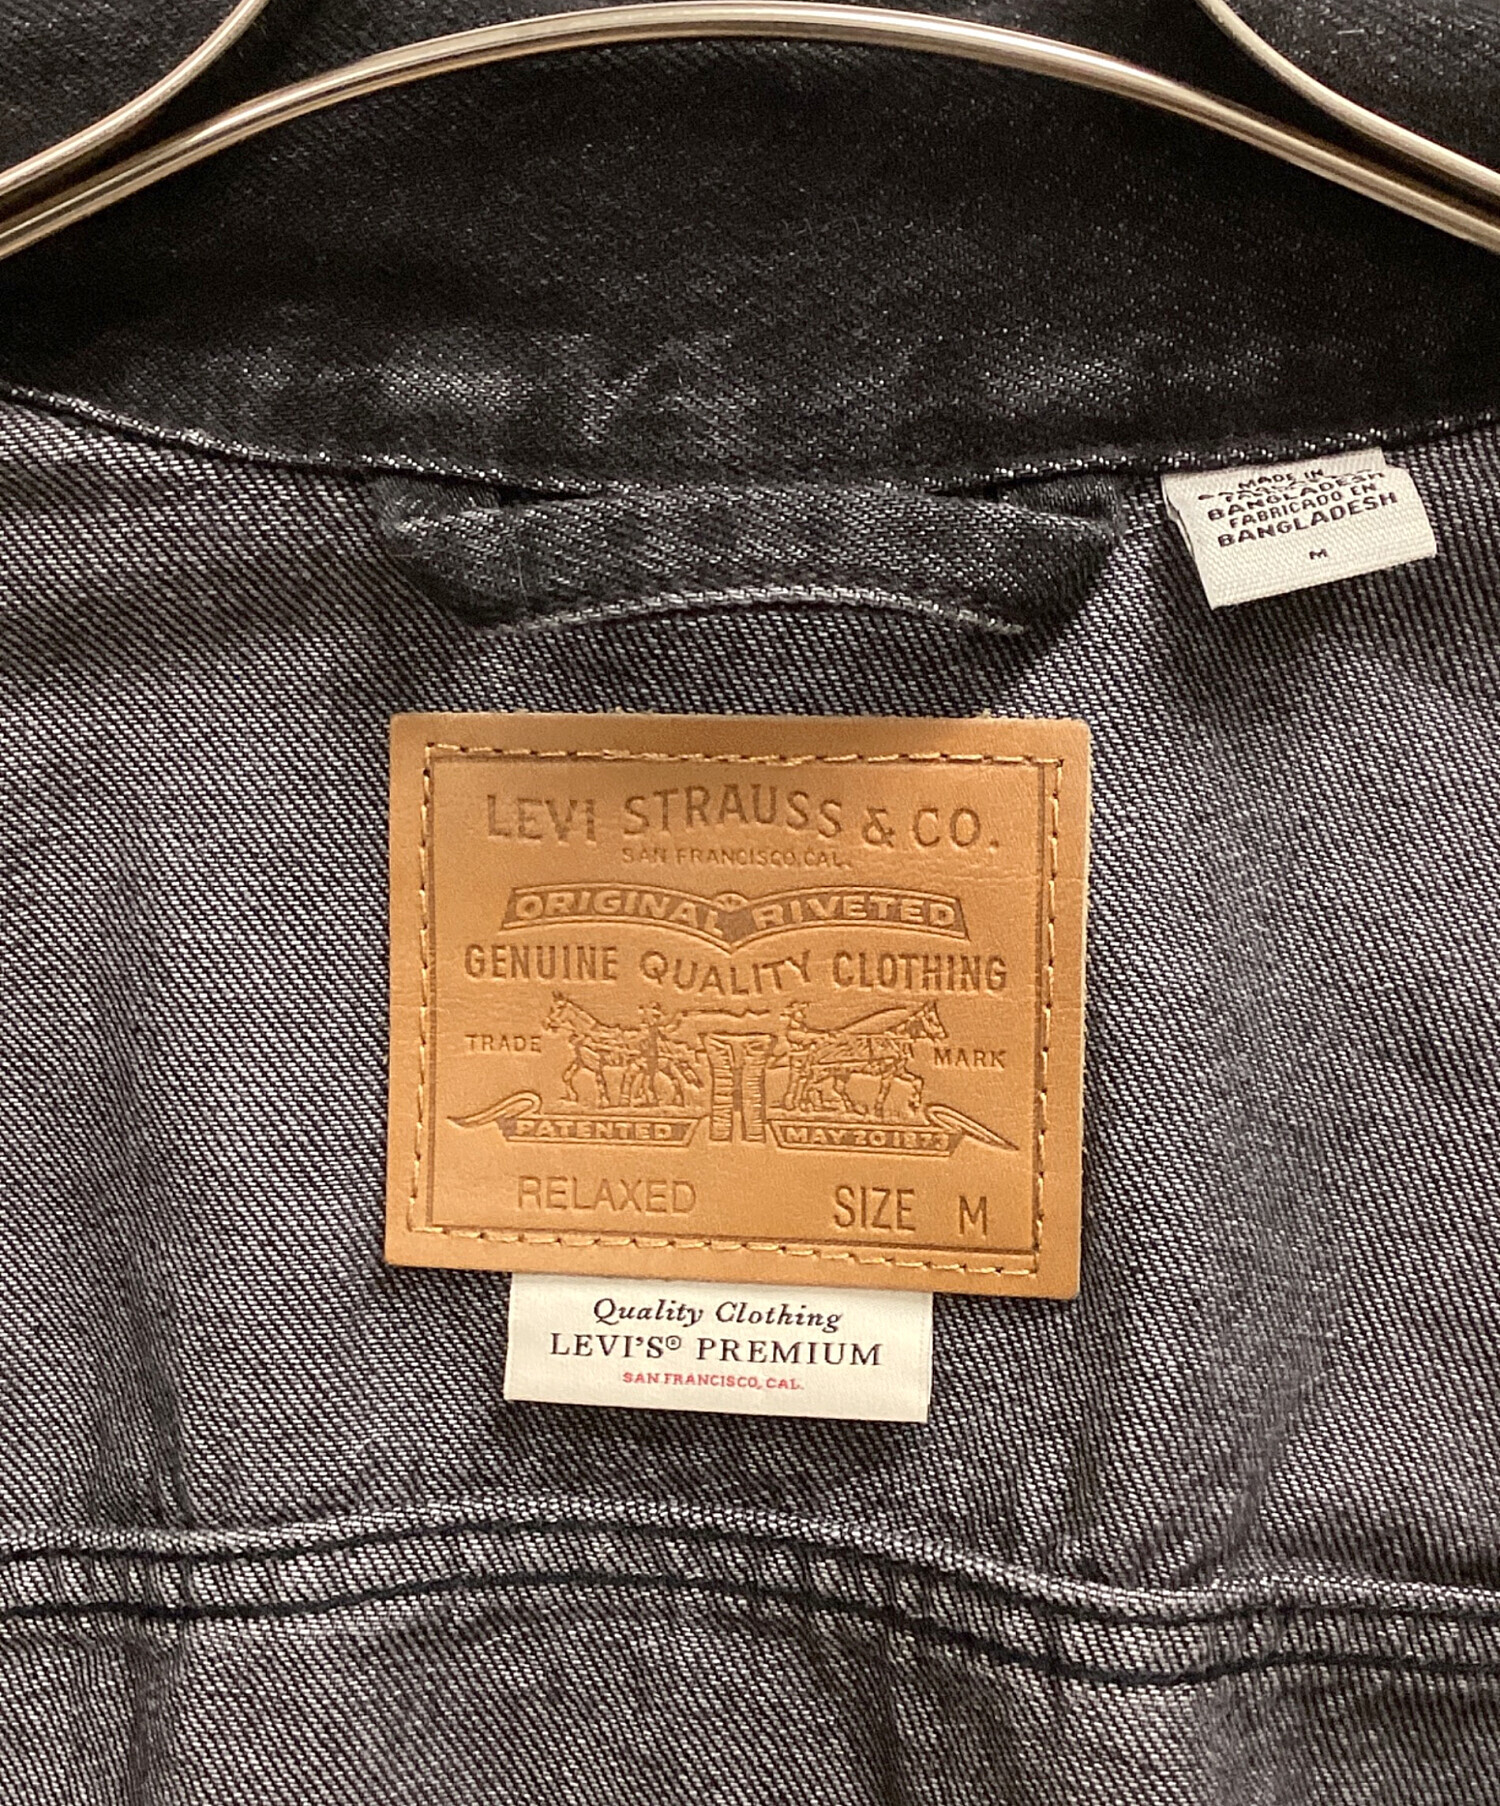 MADE IN
BANGLADESH
FABRICADO EN
BANGLADESH
M
LEVI STRAUSS & CO.
SAN FRANCISCO, CAL.
ORIGINAL RIVETED
GENUINE QUALITY CLOTHING
TRADE MARK
PATENTED MAY 20 1873
RELAXED SIZE M
Quality Clothing
LEVI'S® PREMIUM
SAN FRANCISCO, CAL.